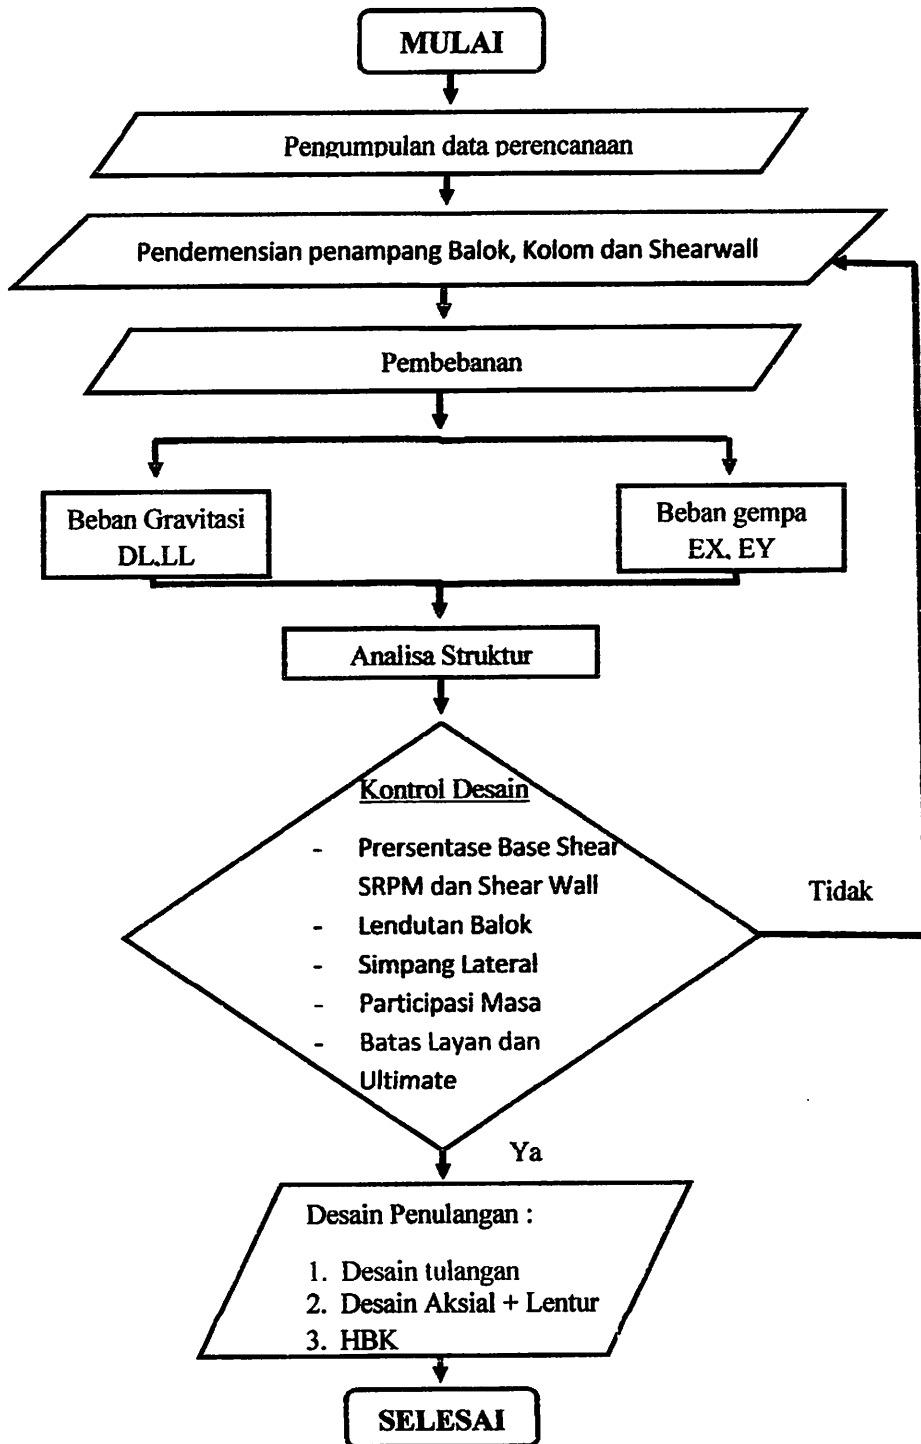 MULAI
Pengumpulan data perencanaan
Pendemensian penampang Balok, Kolom dan Shearwall
Pembebanan
Beban Gravitasi
DL,LL
Beban gempa
EX, EY
Analisa Struktur
Kontrol Desain
- Prersentase Base Shear
SRPM dan Shear Wall
- Lendutan Balok
- Simpang Lateral
- Participasi Masa
- Batas Layan dan
Ultimate
Tidak
Ya
Desain Penulangan :
1. Desain tulangan
2. Desain Aksial + Lentur
3. HBK
SELESAI